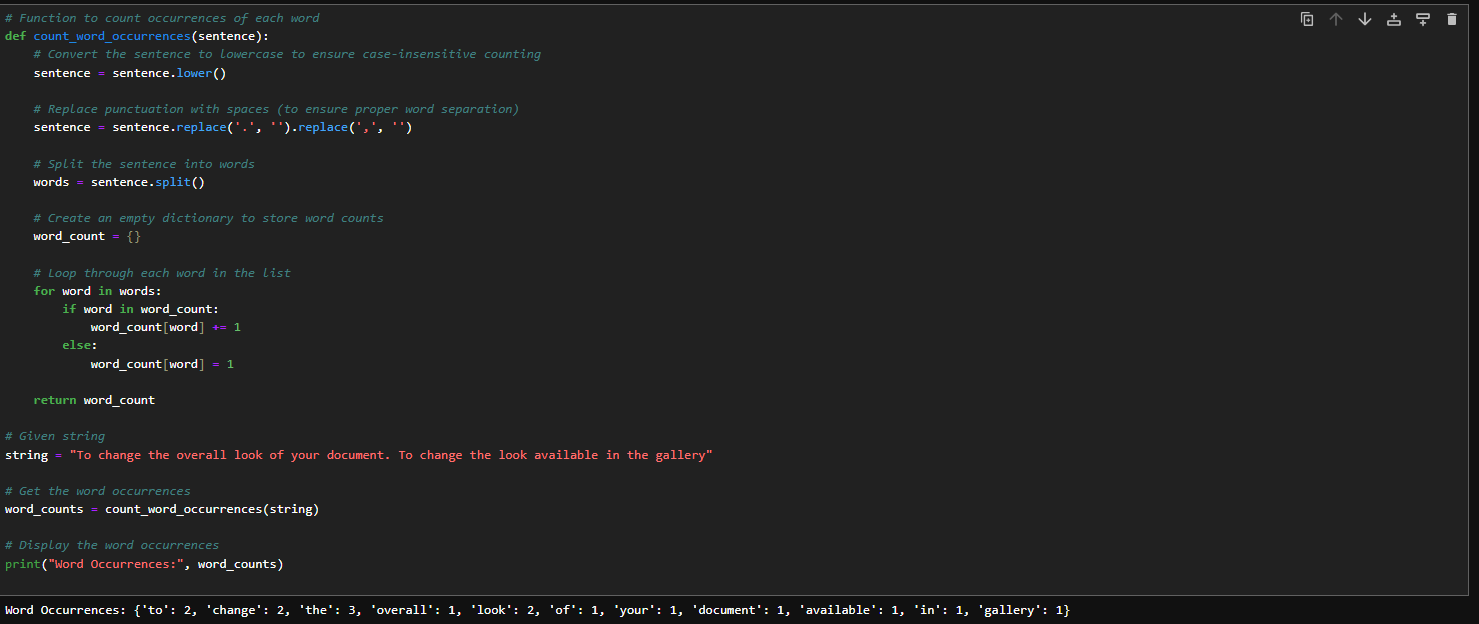 # Function to count occurrences of each word
def count_word_occurrences(sentence):
    # Convert the sentence to lowercase to ensure case-insensitive counting
    sentence = sentence.lower()
    # Replace punctuation with spaces (to ensure proper word separation)
    sentence = sentence.replace('.', '').replace(',', '')
    # Split the sentence into words
    words = sentence.split()
    # Create an empty dictionary to store word counts
    word_count = {}
    # Loop through each word in the list
    for word in words:
        if word in word_count:
            word_count[word] += 1
        else:
            word_count[word] = 1
    return word_count
# Given string
string = "To change the overall look of your document. To change the look available in the gallery"
# Get the word occurrences
word_counts = count_word_occurrences(string)
# Display the word occurrences
print("Word Occurrences:", word_counts)
Word Occurrences: {'to': 2, 'change': 2, 'the': 3, 'overall': 1, 'look': 2, 'of': 1, 'your': 1, 'document': 1, 'available': 1, 'in': 1, 'gallery': 1}